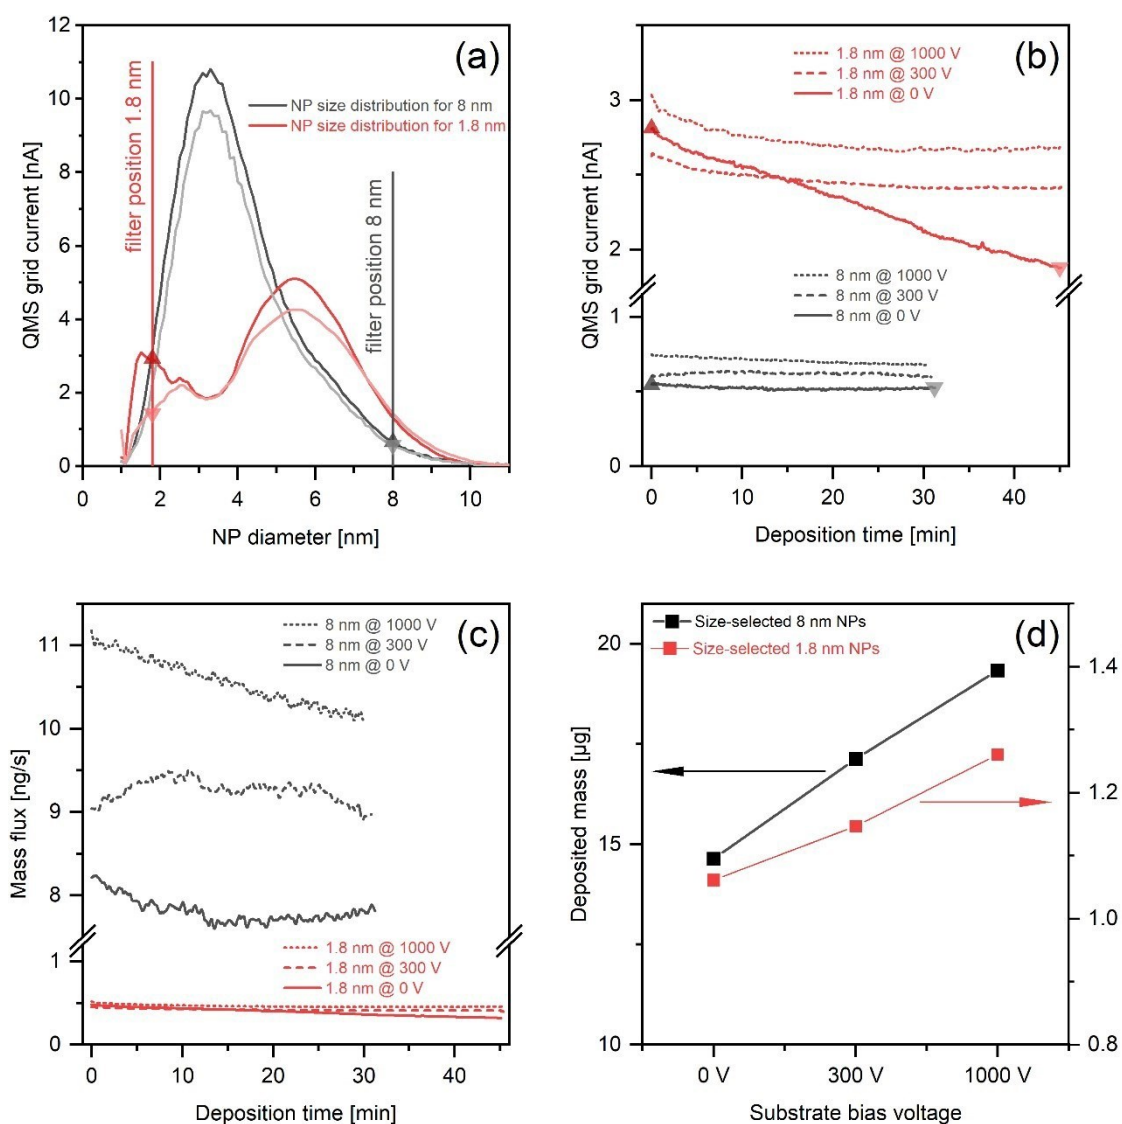 12
10
8
6
4
2
0
QMS grid current [nA]
(a)
NP size distribution for 8 nm
NP size distribution for 1.8 nm
filter position 1.8 nm
filter position 8 nm
0 2 4 6 8 10
NP diameter [nm]
3
2
1
0
QMS grid current [nA]
(b)
1.8 nm @ 1000 V
1.8 nm @ 300 V
1.8 nm @ 0 V
8 nm @ 1000 V
8 nm @ 300 V
8 nm @ 0 V
0 10 20 30 40
Deposition time [min]
11
10
9
8
1
0
Mass flux [ng/s]
(c)
8 nm @ 1000 V
8 nm @ 300 V
8 nm @ 0 V
1.8 nm @ 1000 V
1.8 nm @ 300 V
1.8 nm @ 0 V
0 10 20 30 40
Deposition time [min]
20
15
10
Deposited mass [µg]
(d)
Size-selected 8 nm NPs
Size-selected 1.8 nm NPs
1.4
1.2
1.0
0.8
0 V 300 V 1000 V
Substrate bias voltage